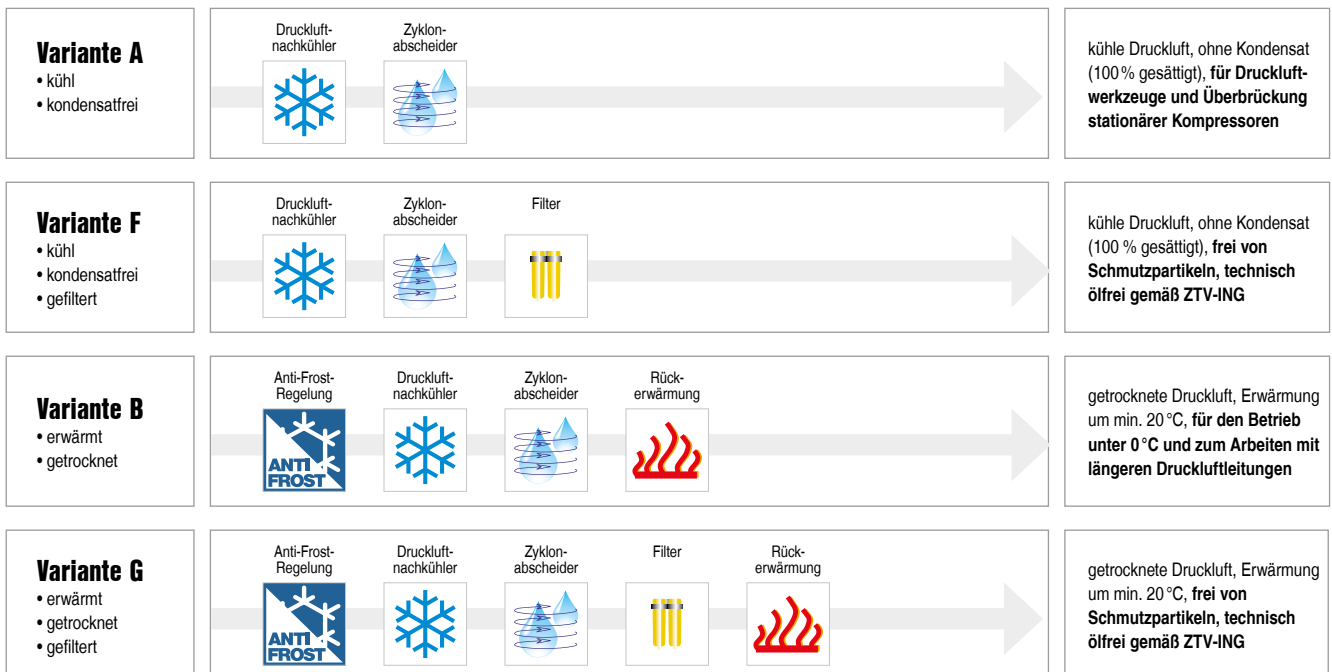 Variante A
• kühl
• kondensatfrei
Druckluft-
nachkühler
Zyklon-
abscheider
kühle Druckluft, ohne Kondensat
(100 % gesättigt), für Druckluft-
werkzeuge und Überbrückung
stationärer Kompressoren
Variante F
• kühl
• kondensatfrei
• gefiltert
Druckluft-
nachkühler
Zyklon-
abscheider
Filter
kühle Druckluft, ohne Kondensat
(100 % gesättigt), frei von
Schmutzpartikeln, technisch
ölfrei gemäß ZTV-ING
Variante B
• erwärmt
• getrocknet
Anti-Frost-
Regelung
ANTI
FROST
Druckluft-
nachkühler
Zyklon-
abscheider
Rück-
erwärmung
getrocknete Druckluft, Erwärmung
um min. 20 °C, für den Betrieb
unter 0 °C und zum Arbeiten mit
längeren Druckluftleitungen
Variante G
• erwärmt
• getrocknet
• gefiltert
Anti-Frost-
Regelung
ANTI
FROST
Druckluft-
nachkühler
Zyklon-
abscheider
Filter
Rück-
erwärmung
getrocknete Druckluft, Erwärmung
um min. 20 °C, frei von
Schmutzpartikeln, technisch
ölfrei gemäß ZTV-ING